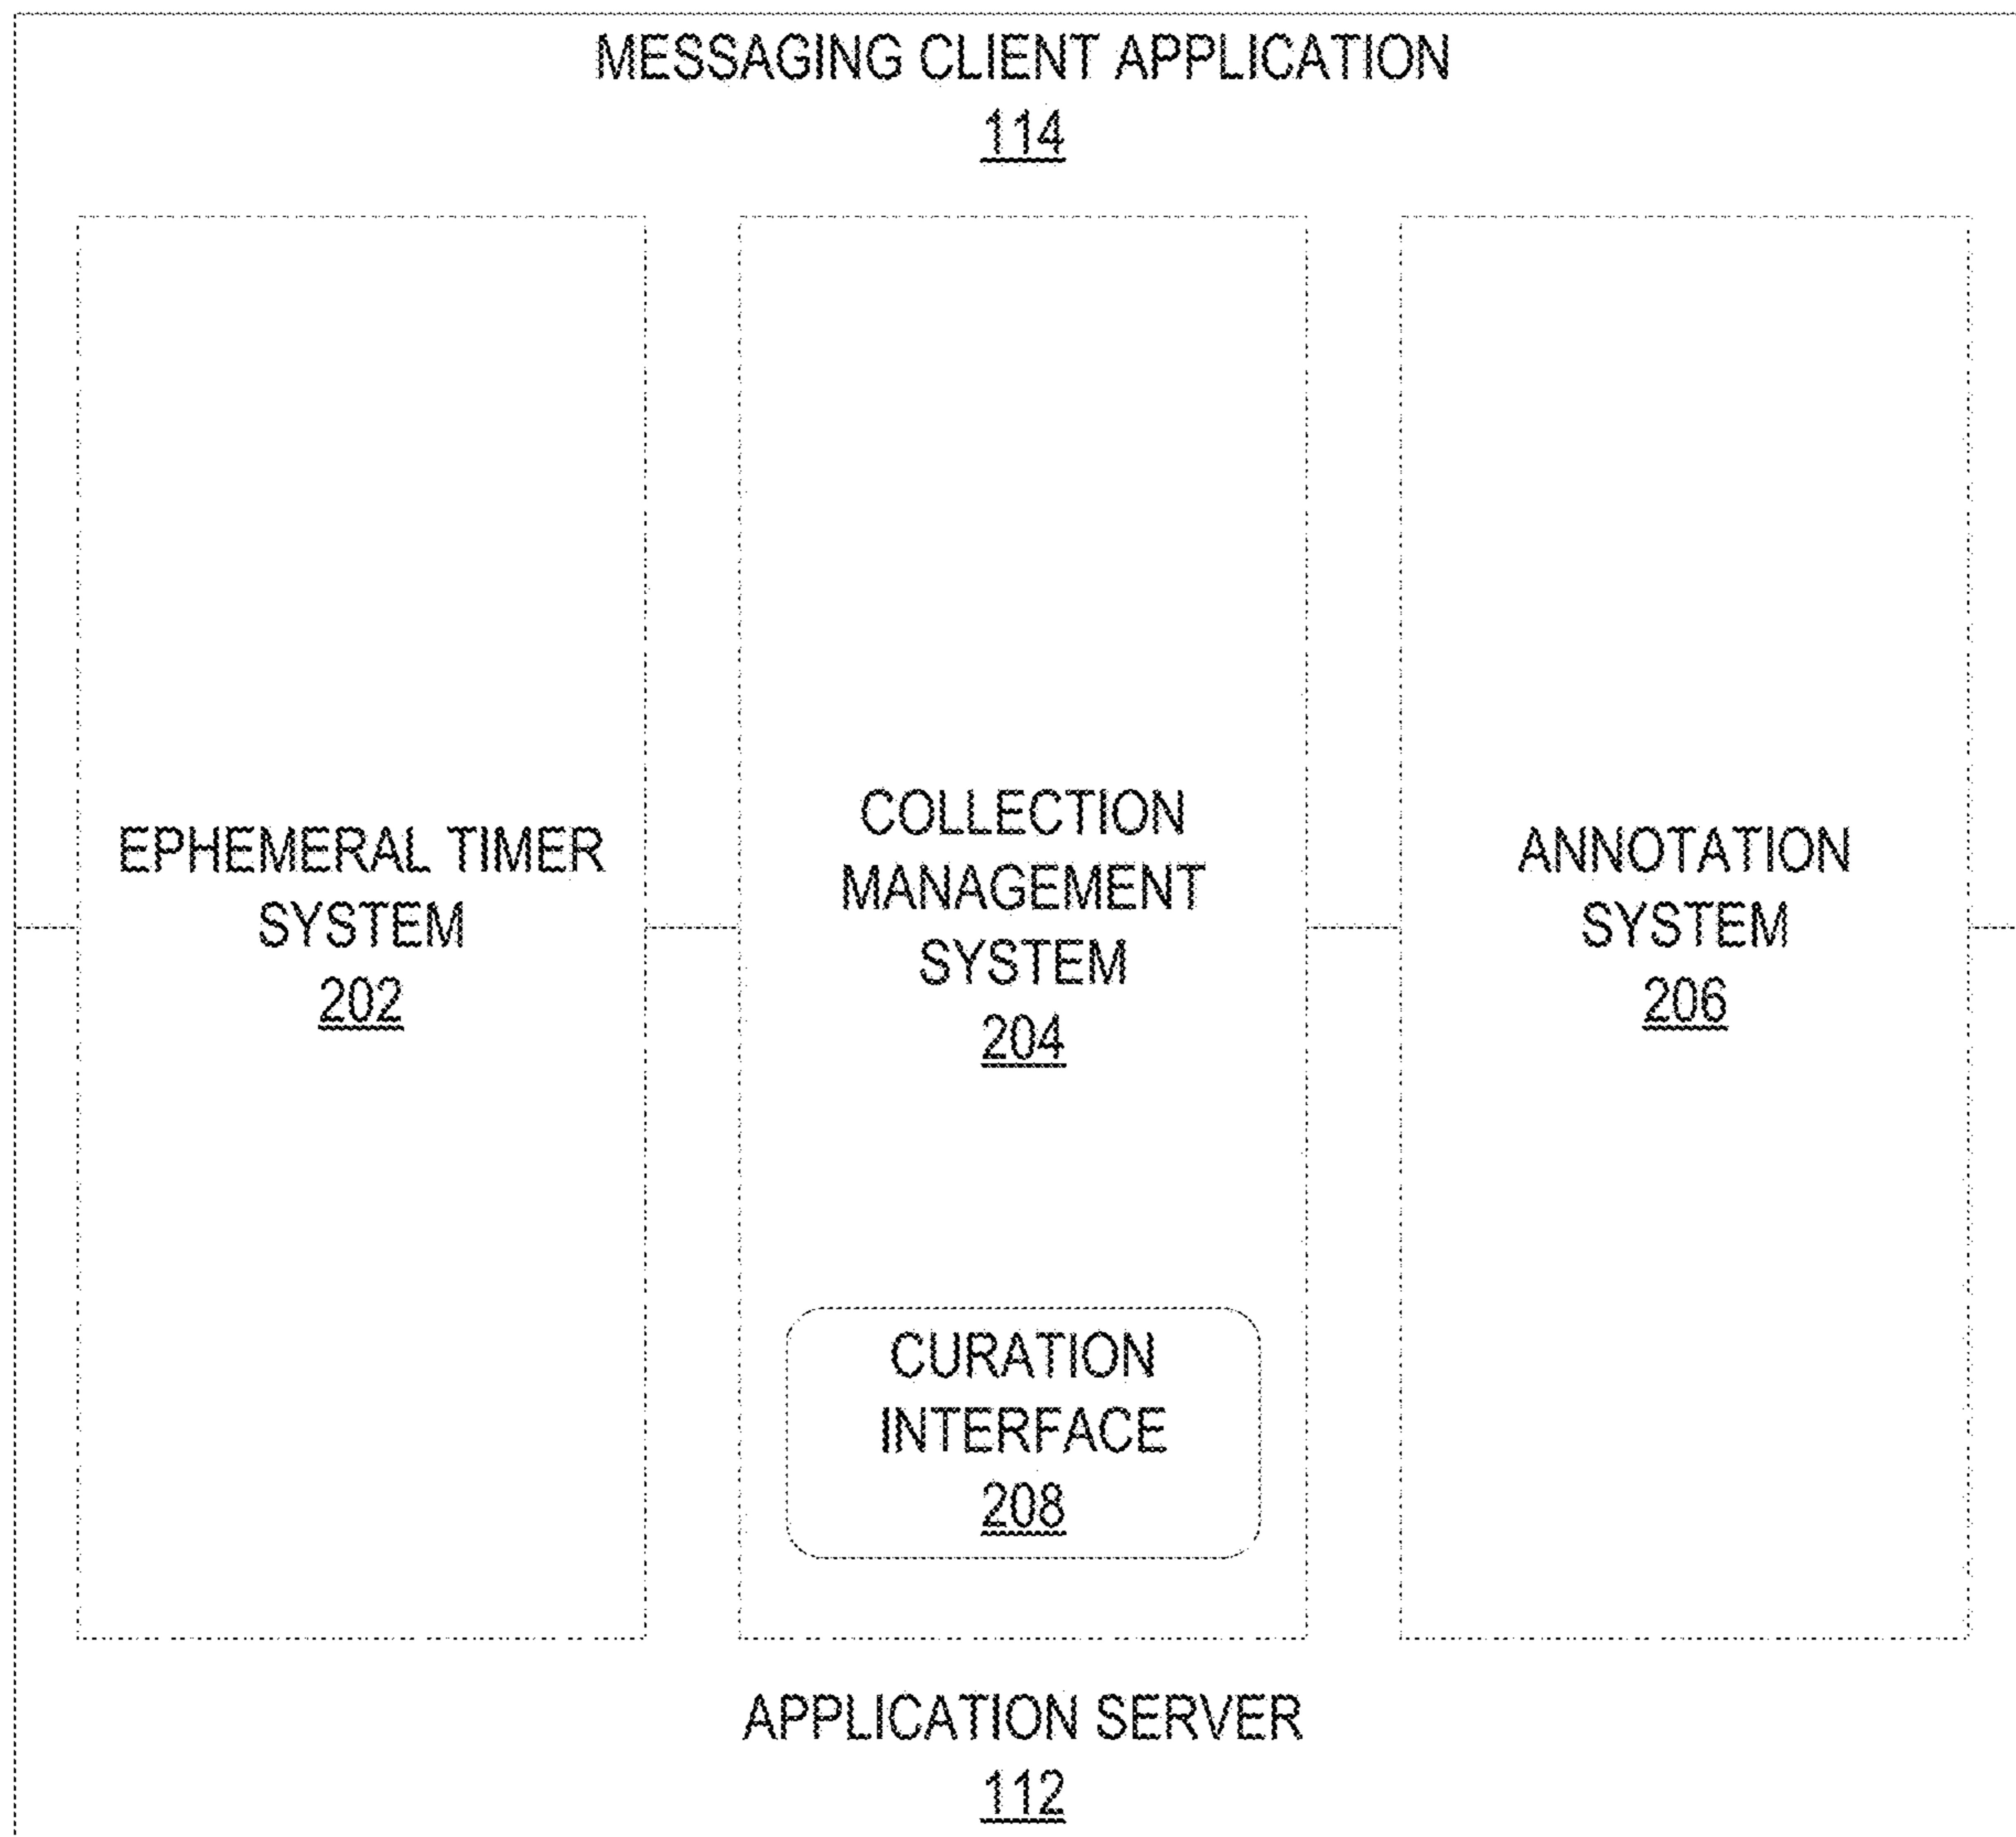 MESSAGING CLIENT APPLICATION
114
EPHEMERAL TIMER
SYSTEM
202
COLLECTION
MANAGEMENT
SYSTEM
204
CURATION
INTERFACE
208
ANNOTATION
SYSTEM
206
APPLICATION SERVER
112